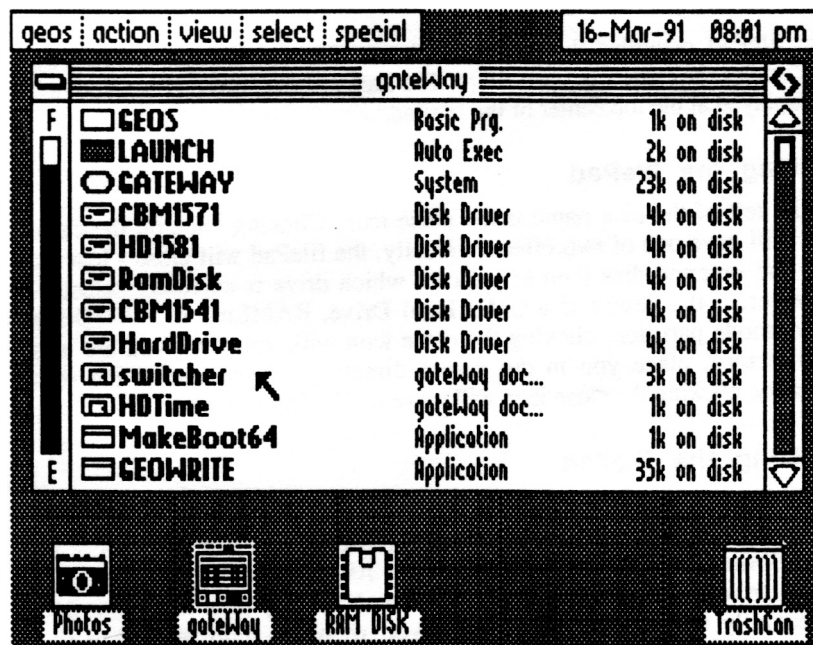 geos action view select special 16-Mar-91 08:01 pm
gateWay
F
GEOS Basic Prg. 1k on disk
LAUNCH Auto Exec 2k on disk
GATEWAY System 23k on disk
CBM1571 Disk Driver 4k on disk
HD1581 Disk Driver 4k on disk
RamDisk Disk Driver 4k on disk
CBM1541 Disk Driver 4k on disk
HardDrive Disk Driver 4k on disk
switcher gateWay doc... 3k on disk
HDTime gateWay doc... 1k on disk
MakeBoot64 Application 1k on disk
GEOWRITE Application 35k on disk
E
Photos gateWay RAM DISK TrashCan